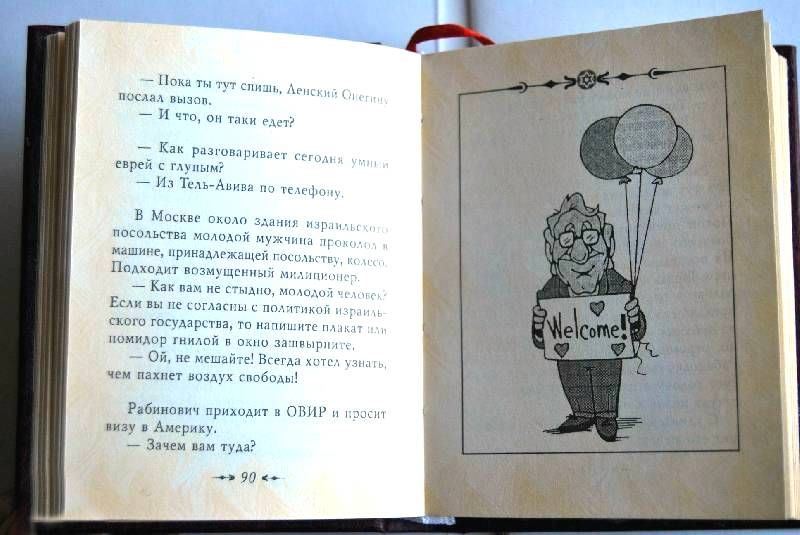 — Пока ты тут спишь, Ленский Онегину
послал вызов.
— И что, он таки едет?
— Как разговаривает сегодня умный
еврей с глупым?
— Из Тель-Авива по телефону.
В Москве около здания израильского
посольства молодой мужчина проколол в
машине, принадлежащей посольству, колесо.
Подходит возмущенный милиционер.
— Как вам не стыдно, молодой человек?
Если вы не согласны с политикой израиль-
ского государства, то напишите плакат или
помидор гнилой в окно зашвырните.
— Ой, не мешайте! Всегда хотел узнать,
чем пахнет воздух свободы!
Рабинович приходит в ОВИР и просит
визу в Америку.
— Зачем вам туда?
90
Welcome!